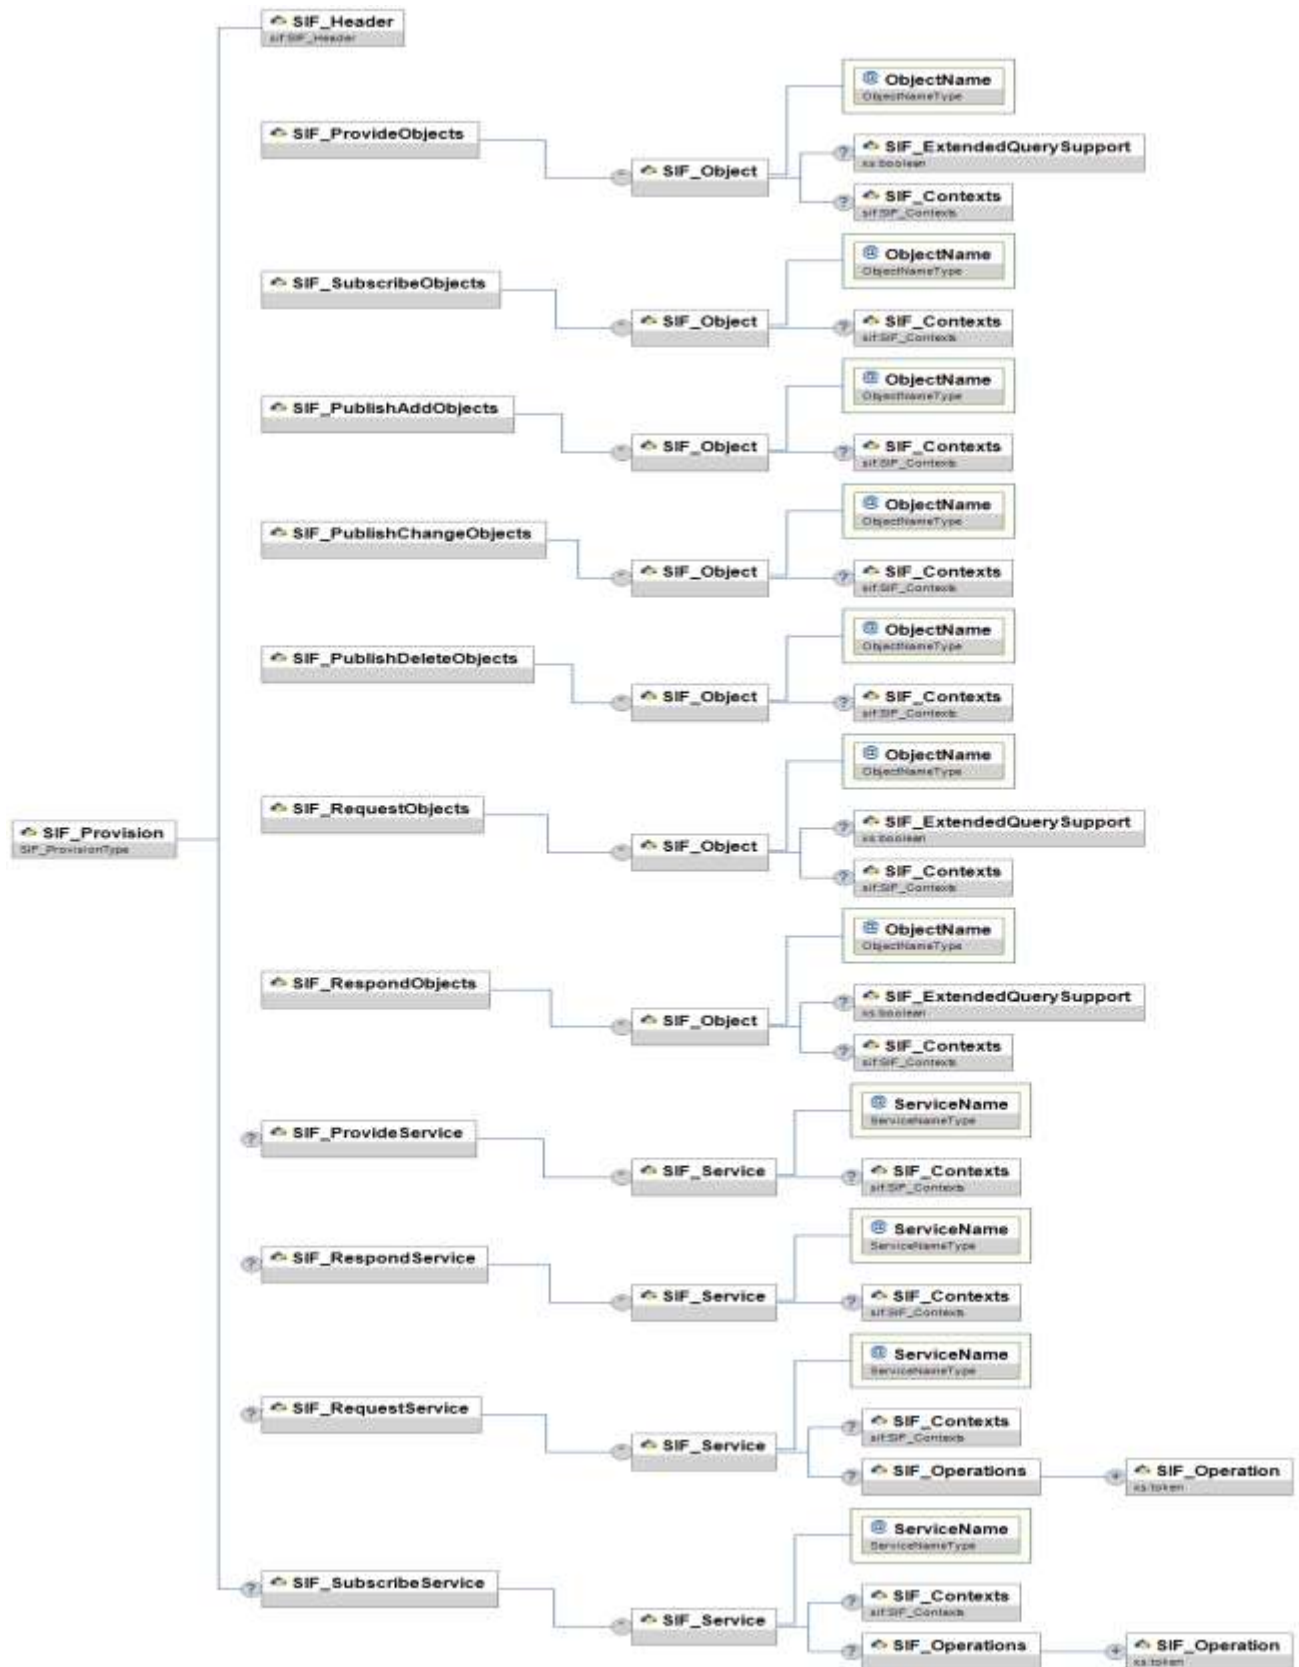 SIF_Header
sif:SIF_Header
@ ObjectName
ObjectNameType
SIF_ProvideObjects
? SIF_ExtendedQuerySupport
xs:boolean
* SIF_Object
? SIF_Contexts
sif:SIF_Contexts
@ ObjectName
ObjectNameType
SIF_SubscribeObjects
* SIF_Object
? SIF_Contexts
sif:SIF_Contexts
@ ObjectName
ObjectNameType
SIF_PublishAddObjects
* SIF_Object
? SIF_Contexts
sif:SIF_Contexts
@ ObjectName
ObjectNameType
SIF_PublishChangeObjects
* SIF_Object
? SIF_Contexts
sif:SIF_Contexts
@ ObjectName
ObjectNameType
SIF_PublishDeleteObjects
* SIF_Object
? SIF_Contexts
sif:SIF_Contexts
@ ObjectName
ObjectNameType
SIF_RequestObjects
SIF_Provision
SIF_ProvisionType
? SIF_ExtendedQuerySupport
xs:boolean
* SIF_Object
? SIF_Contexts
sif:SIF_Contexts
@ ObjectName
ObjectNameType
SIF_RespondObjects
? SIF_ExtendedQuerySupport
xs:boolean
* SIF_Object
? SIF_Contexts
sif:SIF_Contexts
@ ServiceName
ServiceNameType
? SIF_ProvideService
* SIF_Service
? SIF_Contexts
sif:SIF_Contexts
@ ServiceName
ServiceNameType
? SIF_RespondService
* SIF_Service
? SIF_Contexts
sif:SIF_Contexts
@ ServiceName
ServiceNameType
? SIF_RequestService
? SIF_Contexts
sif:SIF_Contexts
* SIF_Service
? SIF_Operations
+ SIF_Operation
xs:token
@ ServiceName
ServiceNameType
? SIF_SubscribeService
? SIF_Contexts
sif:SIF_Contexts
* SIF_Service
? SIF_Operations
+ SIF_Operation
xs:token